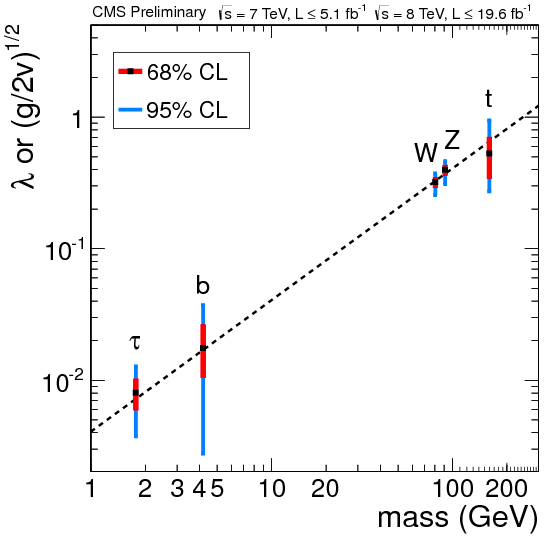 CMS Preliminary √s = 7 TeV, L ≤ 5.1 fb⁻¹ √s = 8 TeV, L ≤ 19.6 fb⁻¹
λ or (g/2v)^1/2
68% CL
95% CL
1
10⁻¹
10⁻²
τ
b
W
Z
t
1 2 3 4 5 10 20 100 200
mass (GeV)